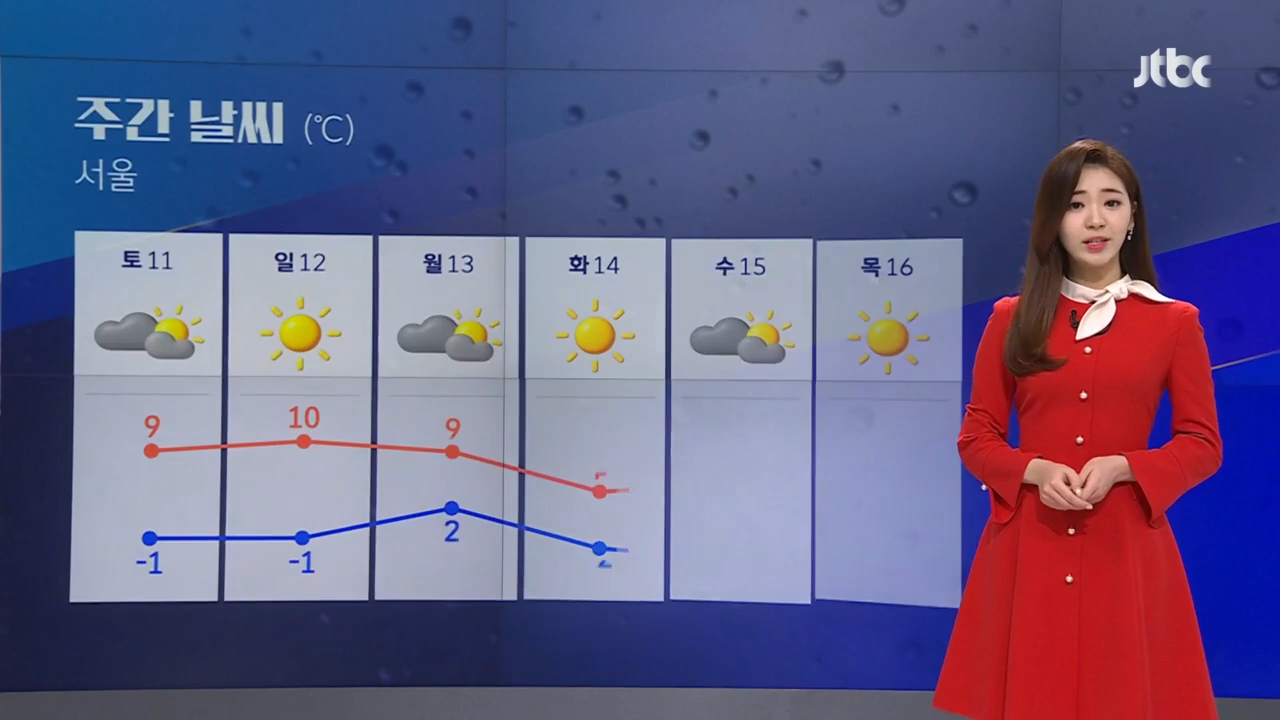 jtbc
주간 날씨 (℃)
서울
토 11 일 12 월 13 화 14 수 15 목 16
9 10 9
-1 -1 2